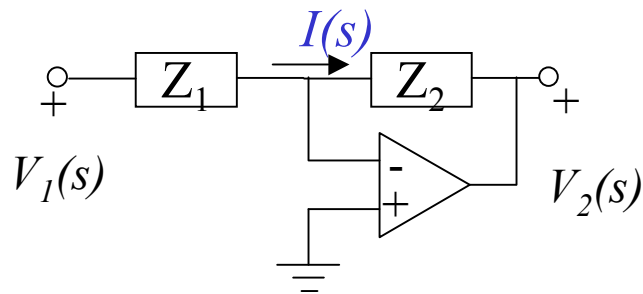 I(s)
Z1 Z2
+ +
V1(s) - V2(s)
+